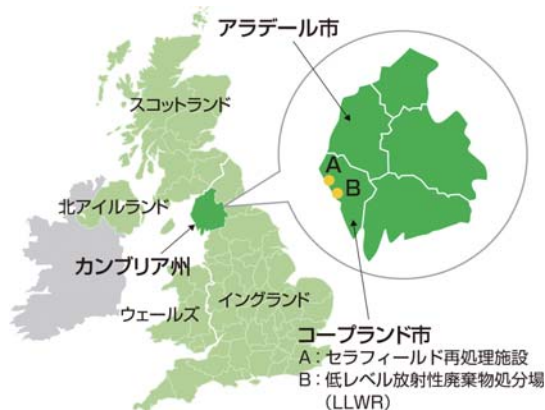 アラデール市
スコットランド
A
B
北アイルランド
カンブリア州
ウェールズ
イングランド
コープランド市
A：セラフィールド再処理施設
B：低レベル放射性廃棄物処分場
（LLWR）